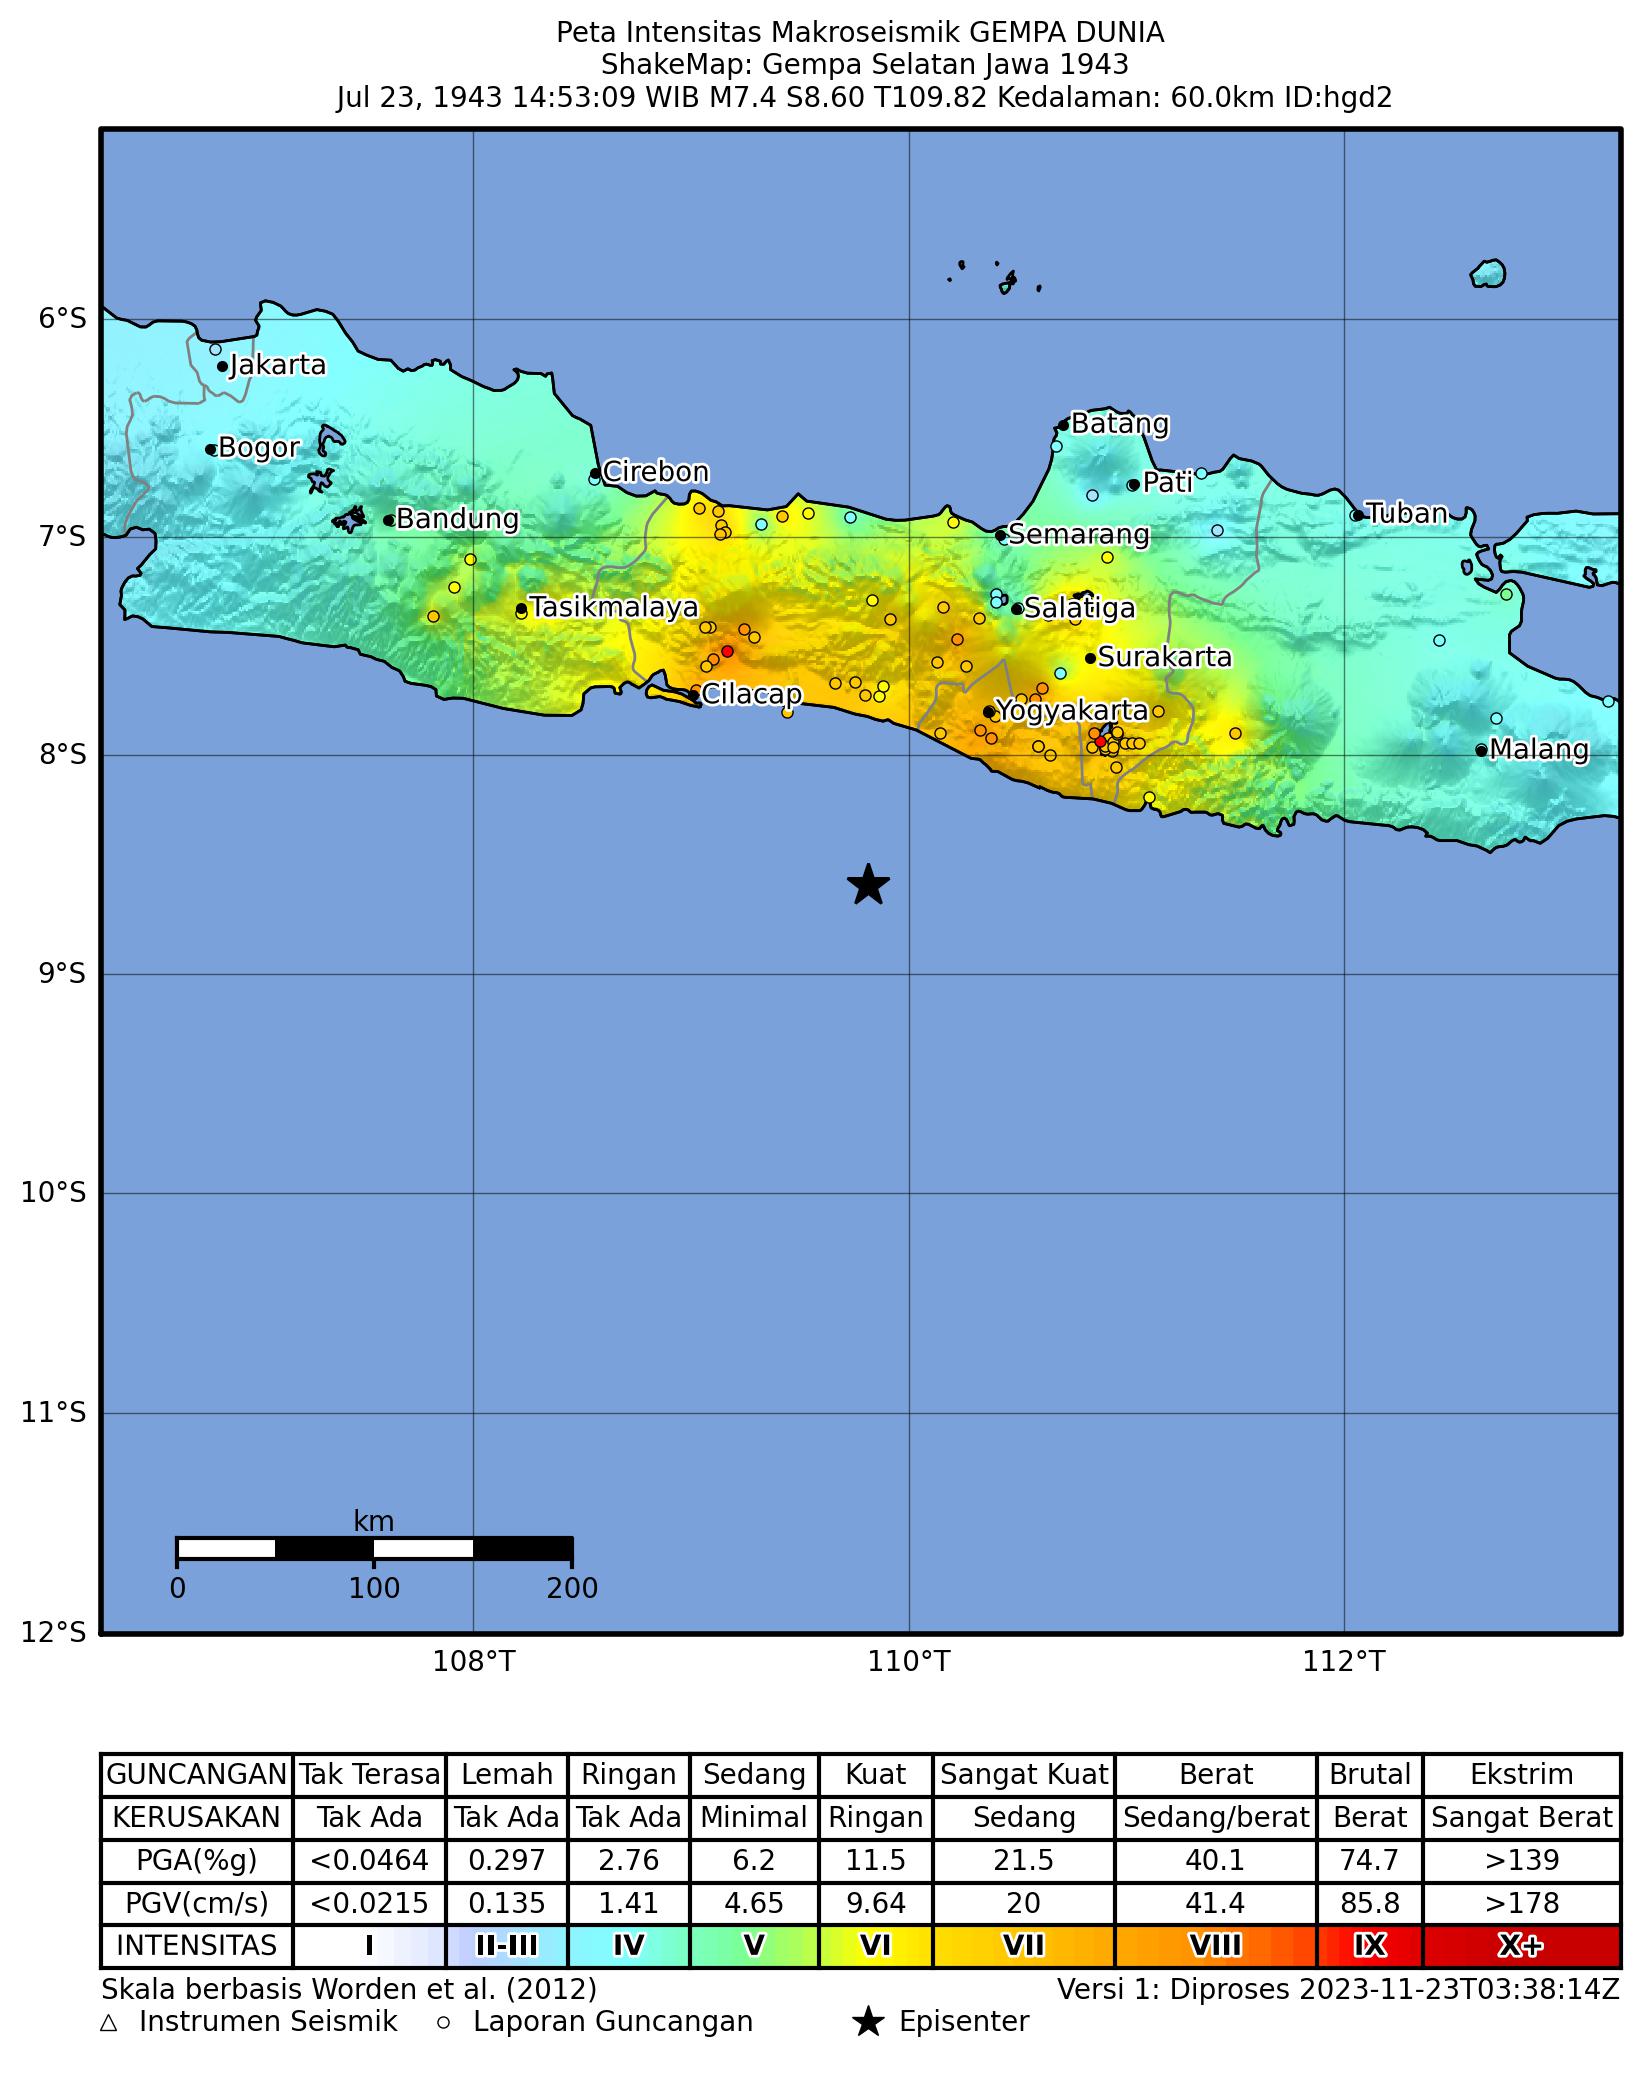 Peta Intensitas Makroseismik GEMPA DUNIA
ShakeMap: Gempa Selatan Jawa 1943
Jul 23, 1943 14:53:09 WIB M7.4 S8.60 T109.82 Kedalaman: 60.0km ID:hgd2
6°S
Jakarta
Batang
Bogor
Cirebon
Pati
Bandung
Tuban
7°S
Semarang
Tasikmalaya
Salatiga
Surakarta
Cilacap
Yogyakarta
8°S
Malang
9°S
10°S
11°S
km
0 100 200
12°S
108°T 110°T 112°T
GUNCANGAN Tak Terasa Lemah Ringan Sedang Kuat Sangat Kuat Berat Brutal Ekstrim
KERUSAKAN Tak Ada Tak Ada Tak Ada Minimal Ringan Sedang Sedang/berat Berat Sangat Berat
PGA(%g) <0.0464 0.297 2.76 6.2 11.5 21.5 40.1 74.7 >139
PGV(cm/s) <0.0215 0.135 1.41 4.65 9.64 20 41.4 85.8 >178
INTENSITAS I II-III IV V VI VII VIII IX X+
Skala berbasis Worden et al. (2012) Versi 1: Diproses 2023-11-23T03:38:14Z
Instrumen Seismik Laporan Guncangan Episenter